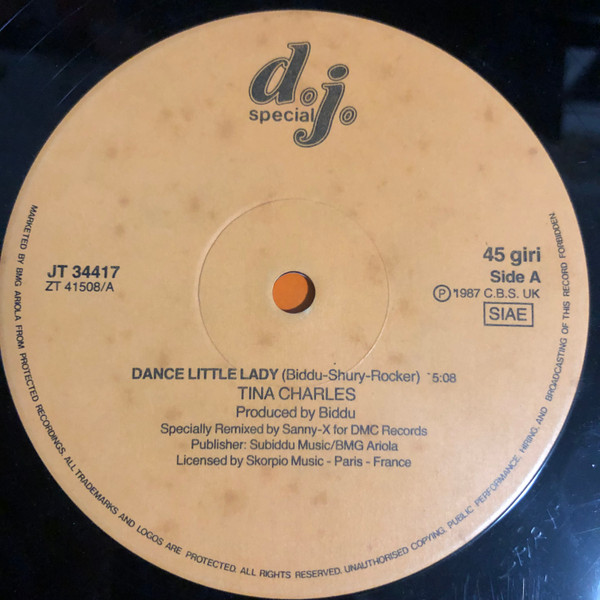 d.j.
special
JT 34417
ZT 41508/A
45 giri
Side A
Ⓟ 1987 C.B.S. UK
SIAE
DANCE LITTLE LADY (Biddu-Shury-Rocker) 5:08
TINA CHARLES
Produced by Biddu
Specially Remixed by Sanny-X for DMC Records
Publisher: Subiddu Music/BMG Ariola
Licensed by Skorpio Music - Paris - France
MARKETED BY BMG ARIOLA FROM PROTECTED RECORDINGS. ALL TRADEMARKS AND LOGOS ARE PROTECTED. ALL RIGHTS RESERVED. UNAUTHORISED COPYING, PUBLIC PERFORMANCE, HIRING, AND BROADCASTING OF THIS RECORD FORBIDDEN.